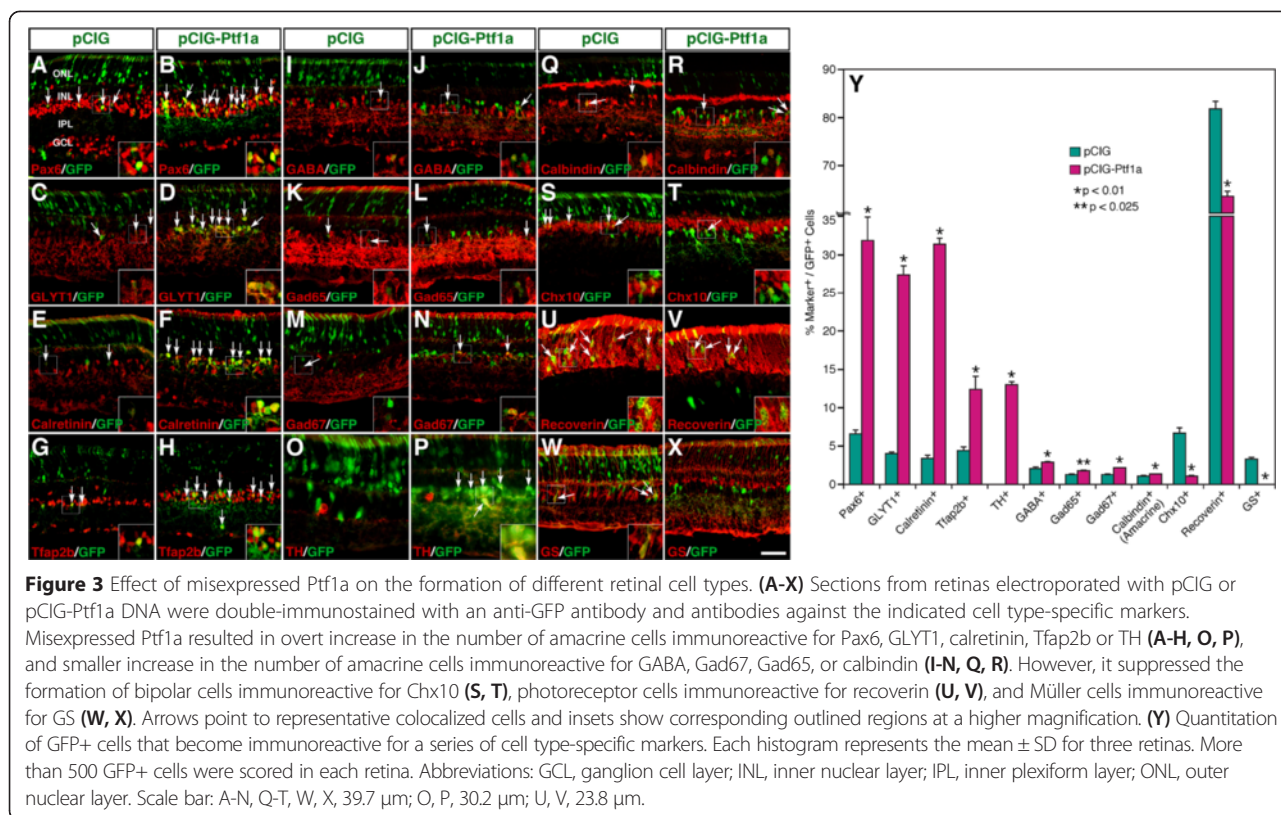 pCIG pCIG-Ptf1a pCIG pCIG-Ptf1a pCIG pCIG-Ptf1a
A B I J Q R
ONL
INL
IPL
GCL
Pax6/GFP Pax6/GFP GABA/GFP GABA/GFP Calbindin/GFP Calbindin/GFP
C D K L S T
GLYT1/GFP GLYT1/GFP Gad65/GFP Gad65/GFP Chx10/GFP Chx10/GFP
E F M N U V
Calretinin/GFP Calretinin/GFP Gad67/GFP Gad67/GFP Recoverin/GFP Recoverin/GFP
G H O P W X
Tfap2b/GFP Tfap2b/GFP TH/GFP TH/GFP GS/GFP GS/GFP
Y
% Marker+ / GFP+ Cells
90
80
70
60
35
30
25
20
15
10
5
0
pCIG
pCIG-Ptf1a
*p < 0.01
**p < 0.025
* * * * * * ** * * * * *
Pax6+ GLYT1+ Calretinin+ Tfap2b+ TH+ GABA+ Gad65+ Gad67+ Calbindin+ (Amacrine) Chx10+ Recoverin+ GS+
Figure 3 Effect of misexpressed Ptf1a on the formation of different retinal cell types. (A-X) Sections from retinas electroporated with pCIG or
pCIG-Ptf1a DNA were double-immunostained with an anti-GFP antibody and antibodies against the indicated cell type-specific markers.
Misexpressed Ptf1a resulted in overt increase in the number of amacrine cells immunoreactive for Pax6, GLYT1, calretinin, Tfap2b or TH (A-H, O, P),
and smaller increase in the number of amacrine cells immunoreactive for GABA, Gad67, Gad65, or calbindin (I-N, Q, R). However, it suppressed the
formation of bipolar cells immunoreactive for Chx10 (S, T), photoreceptor cells immunoreactive for recoverin (U, V), and Müller cells immunoreactive
for GS (W, X). Arrows point to representative colocalized cells and insets show corresponding outlined regions at a higher magnification. (Y) Quantitation
of GFP+ cells that become immunoreactive for a series of cell type-specific markers. Each histogram represents the mean ± SD for three retinas. More
than 500 GFP+ cells were scored in each retina. Abbreviations: GCL, ganglion cell layer; INL, inner nuclear layer; IPL, inner plexiform layer; ONL, outer
nuclear layer. Scale bar: A-N, Q-T, W, X, 39.7 μm; O, P, 30.2 μm; U, V, 23.8 μm.